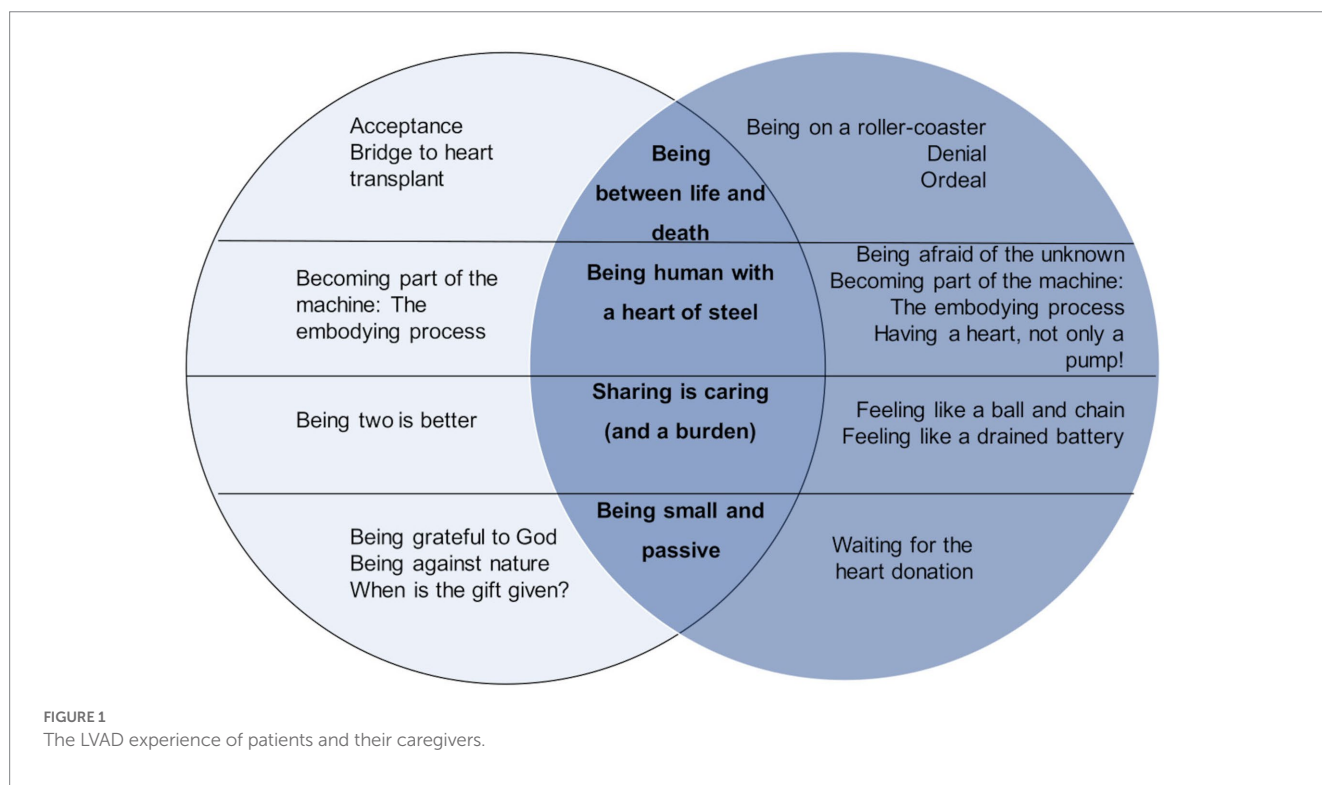 Acceptance
Bridge to heart
transplant
Being
between life and
death
Being on a roller-coaster
Denial
Ordeal
Becoming part of the
machine: The
embodying process
Being human with
a heart of steel
Being afraid of the unknown
Becoming part of the machine:
The embodying process
Having a heart, not only a
pump!
Being two is better
Sharing is caring
(and a burden)
Feeling like a ball and chain
Feeling like a drained battery
Being grateful to God
Being against nature
When is the gift given?
Being small and
passive
Waiting for the
heart donation
FIGURE 1
The LVAD experience of patients and their caregivers.